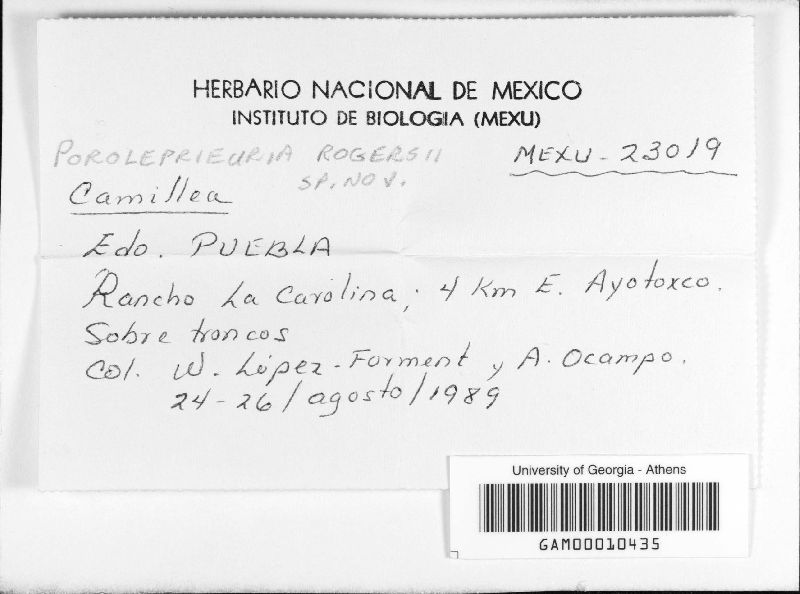 HERBARIO NACIONAL DE MEXICO
INSTITUTO DE BIOLOGIA (MEXU)
POROLEPRIEURIA ROGERSII
SP. NOV.
MEXU-23019
Camillea
Edo. PUEBLA
Rancho La Carolina; 4 Km E. Ayotoxco.
Sobre troncos
Col. W. López-Forment y A. Ocampo.
24-26/agosto/1989
University of Georgia - Athens
GAM00010435